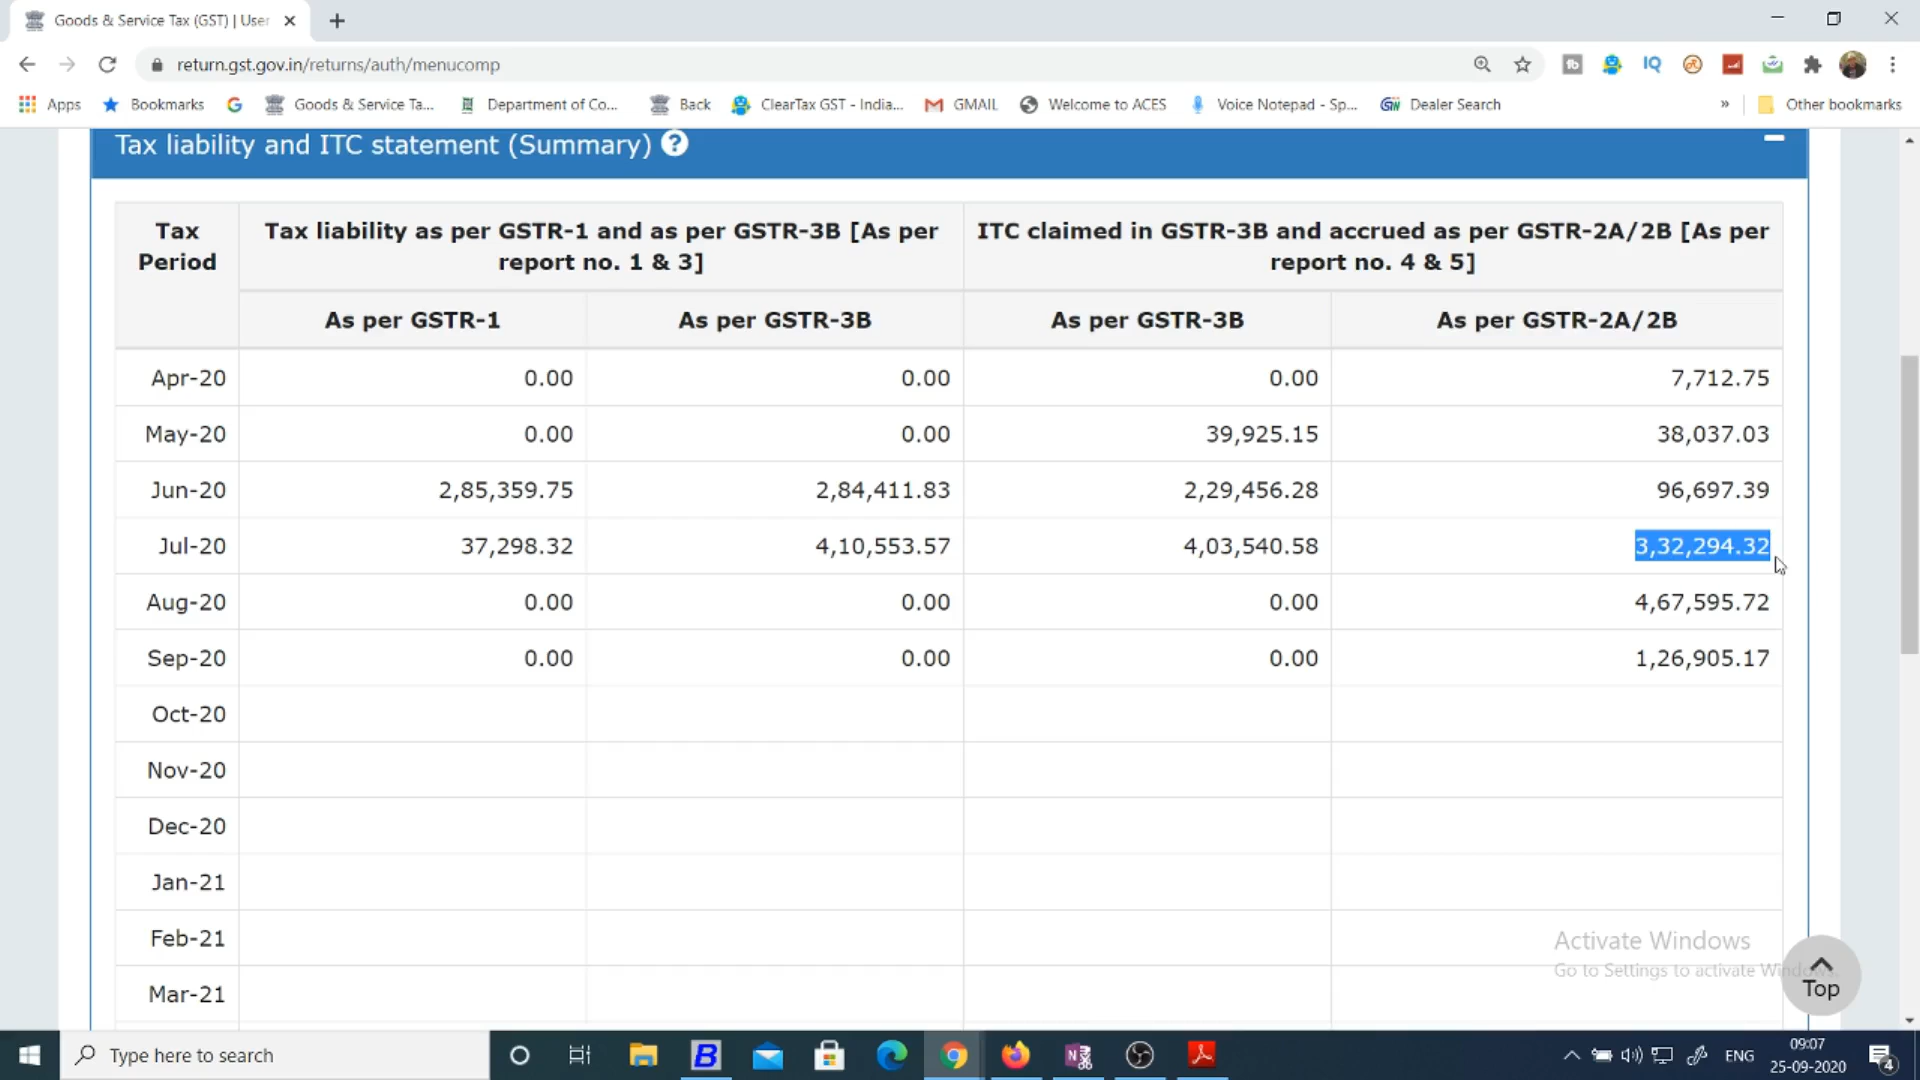 Goods & Service Tax (GST) | User
return.gst.gov.in/returns/auth/menucomp
Apps Bookmarks Goods & Service Ta... Department of Co... Back ClearTax GST - India... GMAIL Welcome to ACES Voice Notepad - Sp... Dealer Search » Other bookmarks
Tax liability and ITC statement (Summary) ?
Tax Period
Tax liability as per GSTR-1 and as per GSTR-3B [As per report no. 1 & 3]
ITC claimed in GSTR-3B and accrued as per GSTR-2A/2B [As per report no. 4 & 5]
As per GSTR-1 As per GSTR-3B As per GSTR-3B As per GSTR-2A/2B
Apr-20 0.00 0.00 0.00 7,712.75
May-20 0.00 0.00 39,925.15 38,037.03
Jun-20 2,85,359.75 2,84,411.83 2,29,456.28 96,697.39
Jul-20 37,298.32 4,10,553.57 4,03,540.58 3,32,294.32
Aug-20 0.00 0.00 0.00 4,67,595.72
Sep-20 0.00 0.00 0.00 1,26,905.17
Oct-20
Nov-20
Dec-20
Jan-21
Feb-21
Mar-21
Activate Windows
Go to Settings to activate Windows.
Top
Type here to search
ENG
09:07
25-09-2020
4